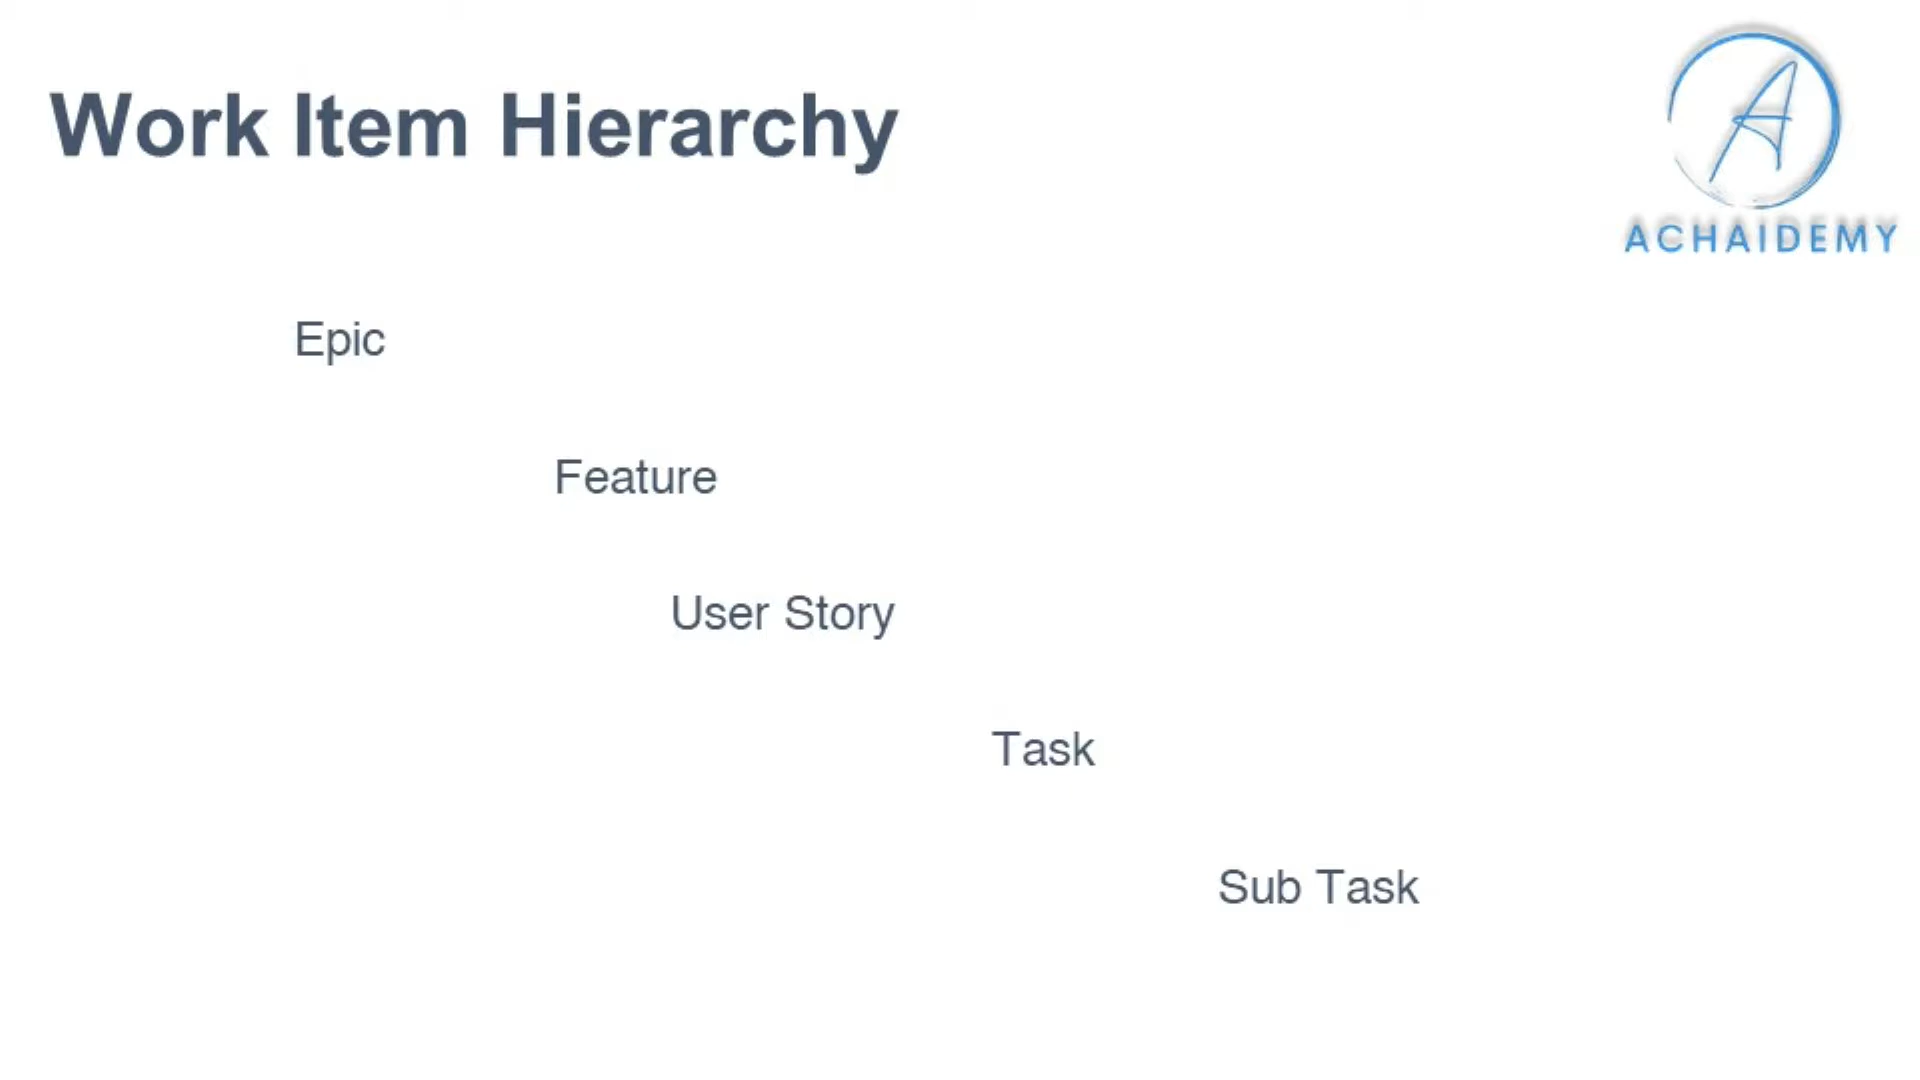 Work Item Hierarchy
A
ACHAIDEMY
Epic
Feature
User Story
Task
Sub Task